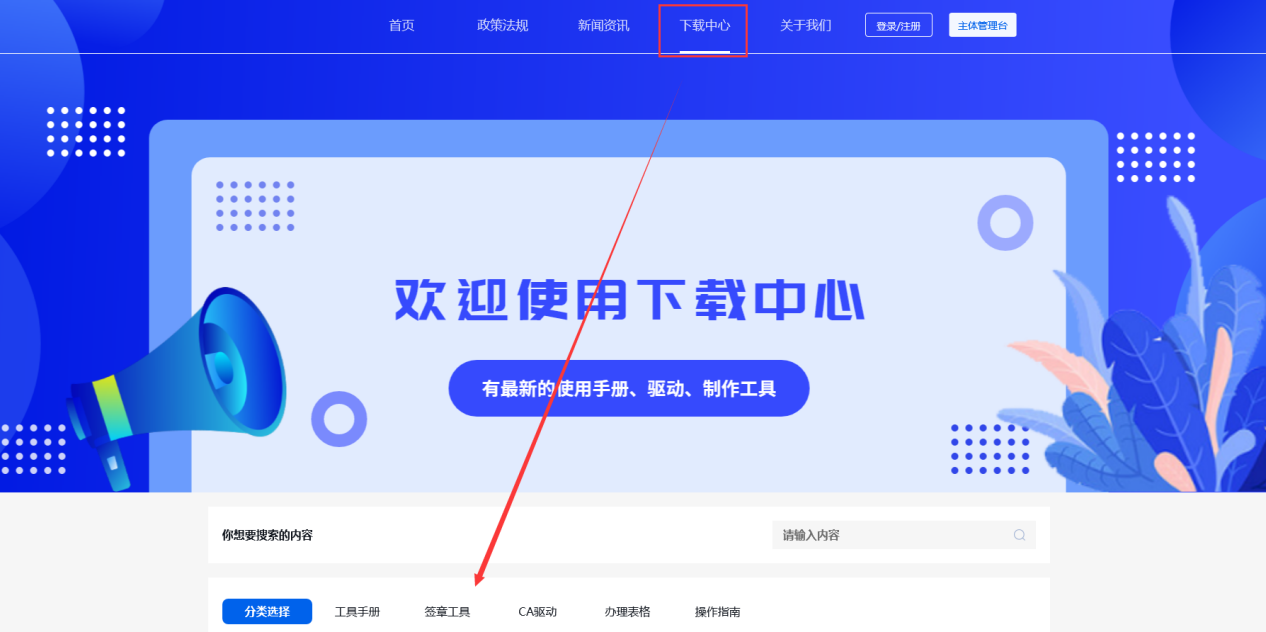 首页 政策法规 新闻资讯 下载中心 关于我们 登录/注册 主体管理台
欢迎使用下载中心
有最新的使用手册、驱动、制作工具
你想要搜索的内容 请输入内容
分类选择 工具手册 签章工具 CA驱动 办理表格 操作指南